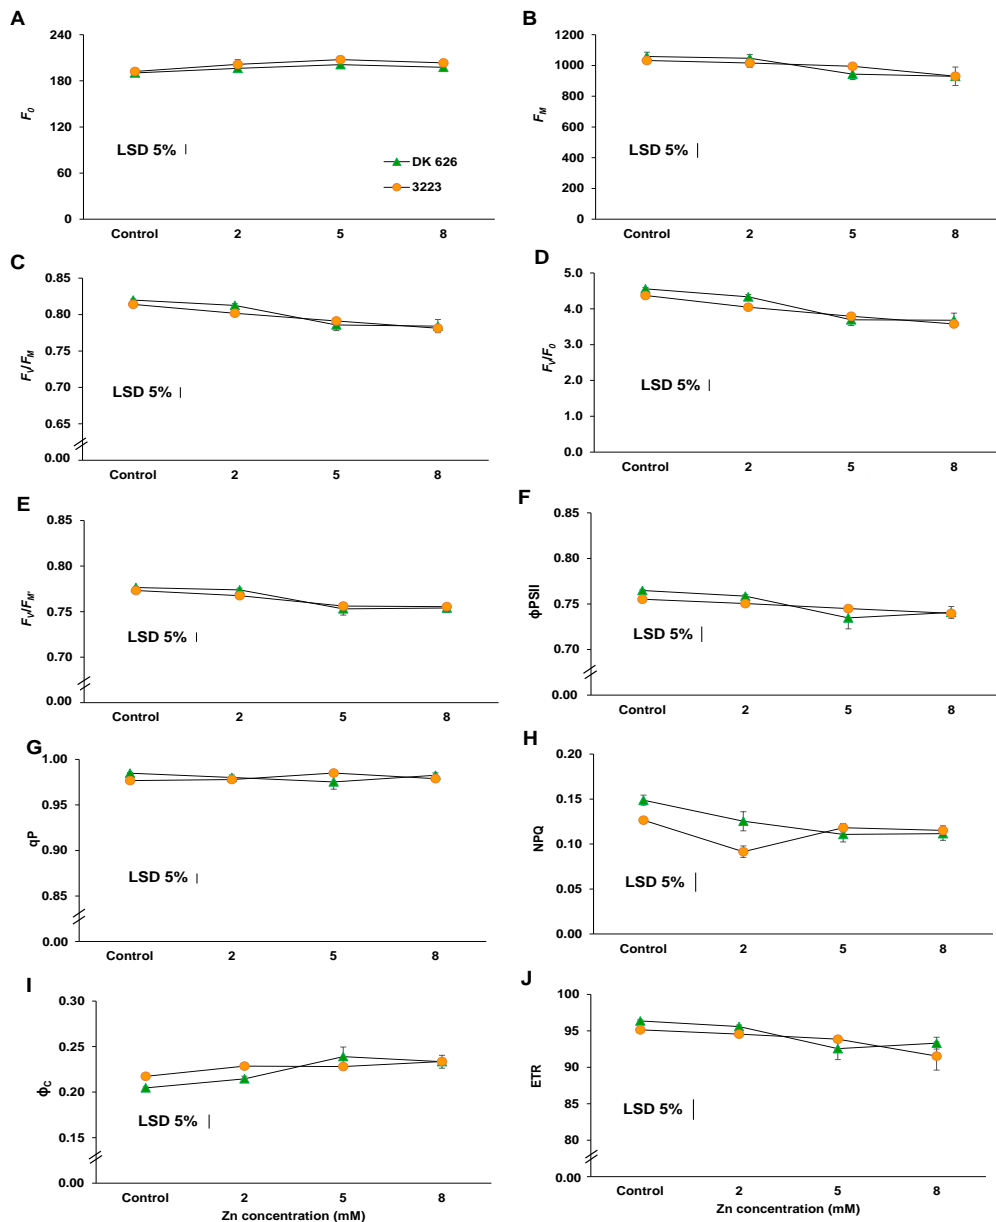 A
240
180
120
60
0
F0
LSD 5%
DK 626
3223
Control 2 5 8
B
1200
1000
800
600
400
200
0
FM
LSD 5%
Control 2 5 8
C
0.85
0.80
0.75
0.70
0.65
0.00
FV/FM
LSD 5%
Control 2 5 8
D
5.0
4.0
3.0
2.0
1.0
0.0
FV/F0
LSD 5%
Control 2 5 8
E
0.85
0.80
0.75
0.70
0.00
FV'/FM'
LSD 5%
Control 2 5 8
F
0.85
0.80
0.75
0.70
0.00
ϕPSII
LSD 5%
Control 2 5 8
G
1.00
0.95
0.90
0.85
0.00
qP
LSD 5%
Control 2 5 8
H
0.20
0.15
0.10
0.05
0.00
NPQ
LSD 5%
Control 2 5 8
I
0.30
0.25
0.20
0.15
0.00
ϕC
LSD 5%
Control 2 5 8
Zn concentration (mM)
J
100
95
90
85
80
0.00
ETR
LSD 5%
Control 2 5 8
Zn concentration (mM)